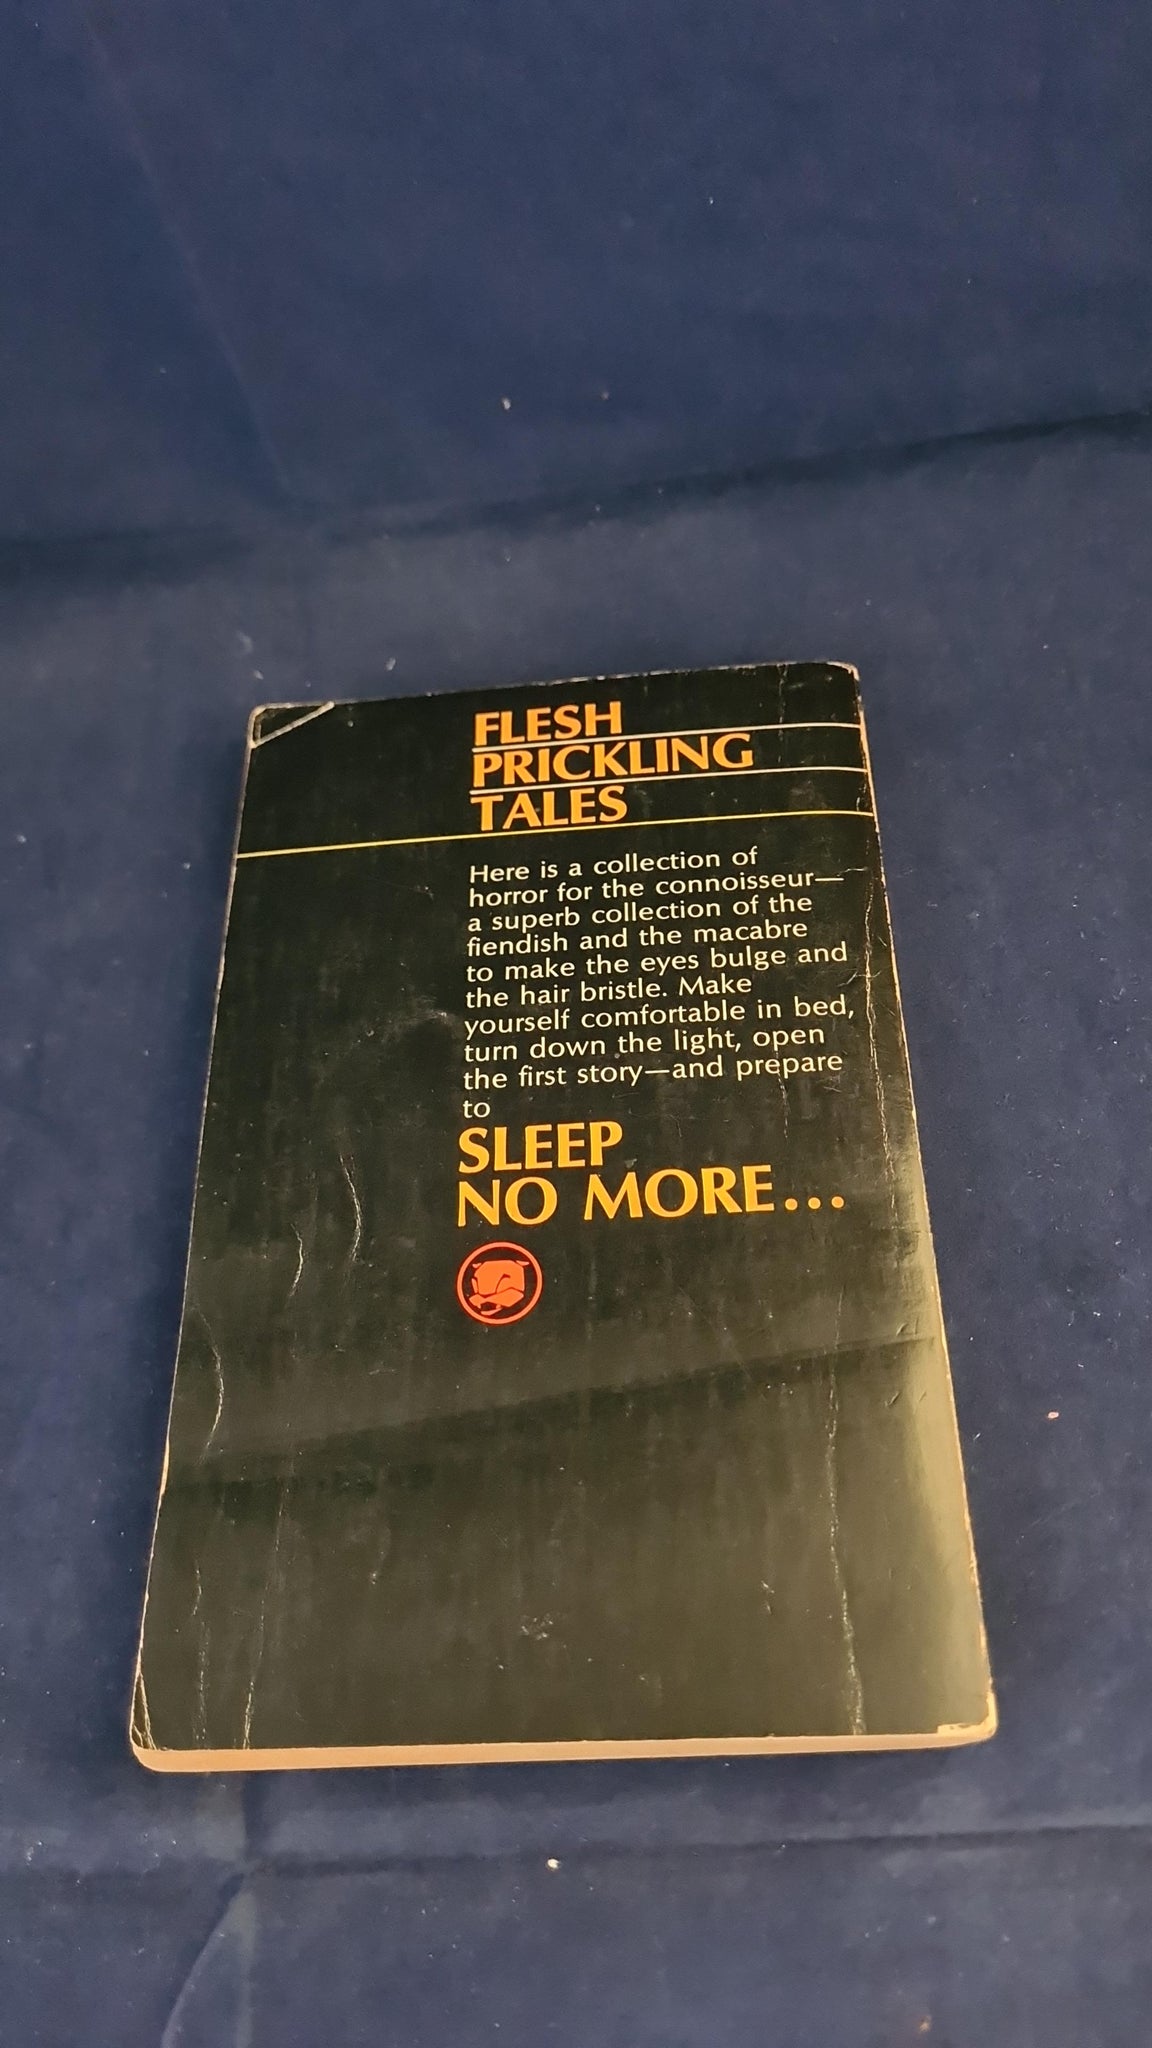 FLESH
PRICKLING
TALES
Here is a collection of
horror for the connoisseur—
a superb collection of the
fiendish and the macabre
to make the eyes bulge and
the hair bristle. Make
yourself comfortable in bed,
turn down the light, open
the first story—and prepare
to
SLEEP
NO MORE...